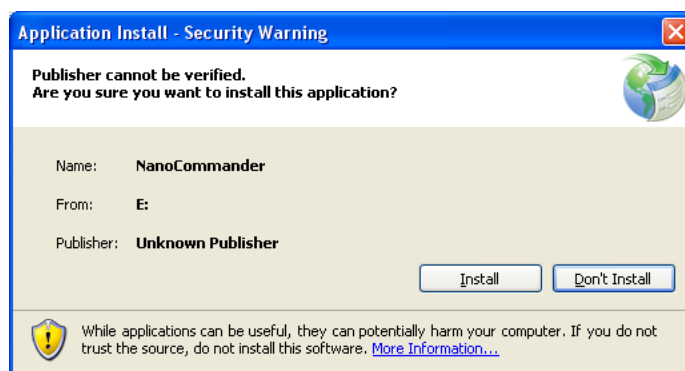 Application Install - Security Warning
Publisher cannot be verified.
Are you sure you want to install this application?
Name: NanoCommander
From: E:
Publisher: Unknown Publisher
Install Don't Install
While applications can be useful, they can potentially harm your computer. If you do not
trust the source, do not install this software. More Information...